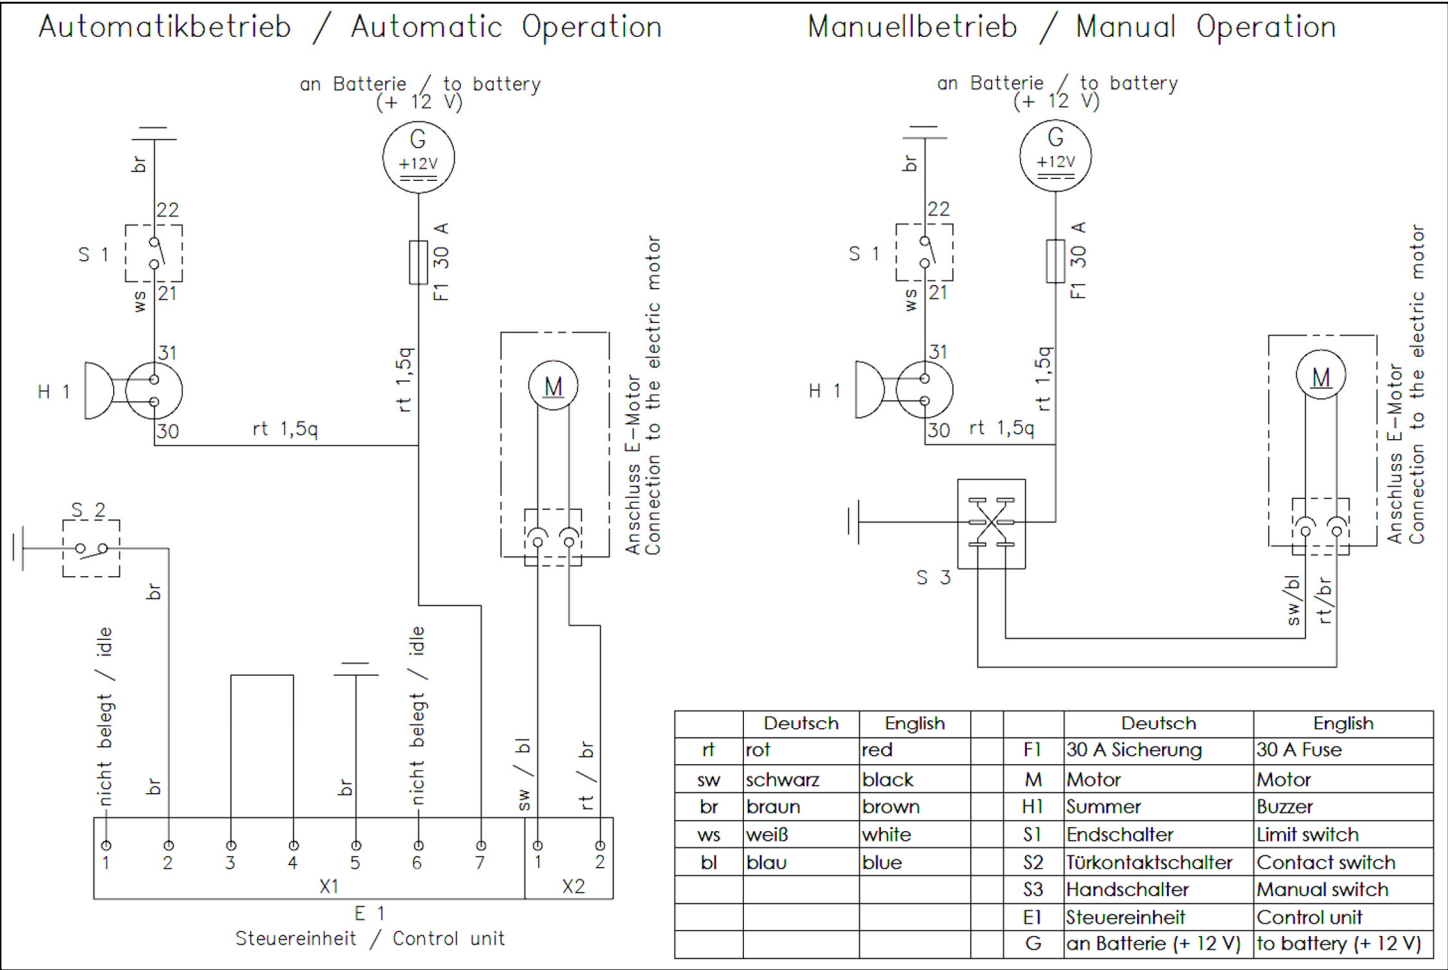 Automatikbetrieb / Automatic Operation
an Batterie / to battery
(+ 12 V)
G
+12V
br
22
S 1
21
ws
F1 30 A
31
H 1
30
rt 1,5q
rt 1,5q
M
Anschluss E-Motor
Connection to the electric motor
S 2
br
nicht belegt / idle
br
br
nicht belegt / idle
sw / bl
rt / br
1 2 3 4 5 6 7 1 2
X1 X2
E 1
Steuereinheit / Control unit
Manuellbetrieb / Manual Operation
an Batterie / to battery
(+ 12 V)
G
+12V
br
22
S 1
21
ws
F1 30 A
31
H 1
30
rt 1,5q
rt 1,5q
M
Anschluss E-Motor
Connection to the electric motor
S 3
sw/bl
rt/br
Deutsch English Deutsch English
rt rot red F1 30 A Sicherung 30 A Fuse
sw schwarz black M Motor Motor
br braun brown H1 Summer Buzzer
ws weiß white S1 Endschalter Limit switch
bl blau blue S2 Türkontaktschalter Contact switch
S3 Handschalter Manual switch
E1 Steuereinheit Control unit
G an Batterie (+ 12 V) to battery (+ 12 V)